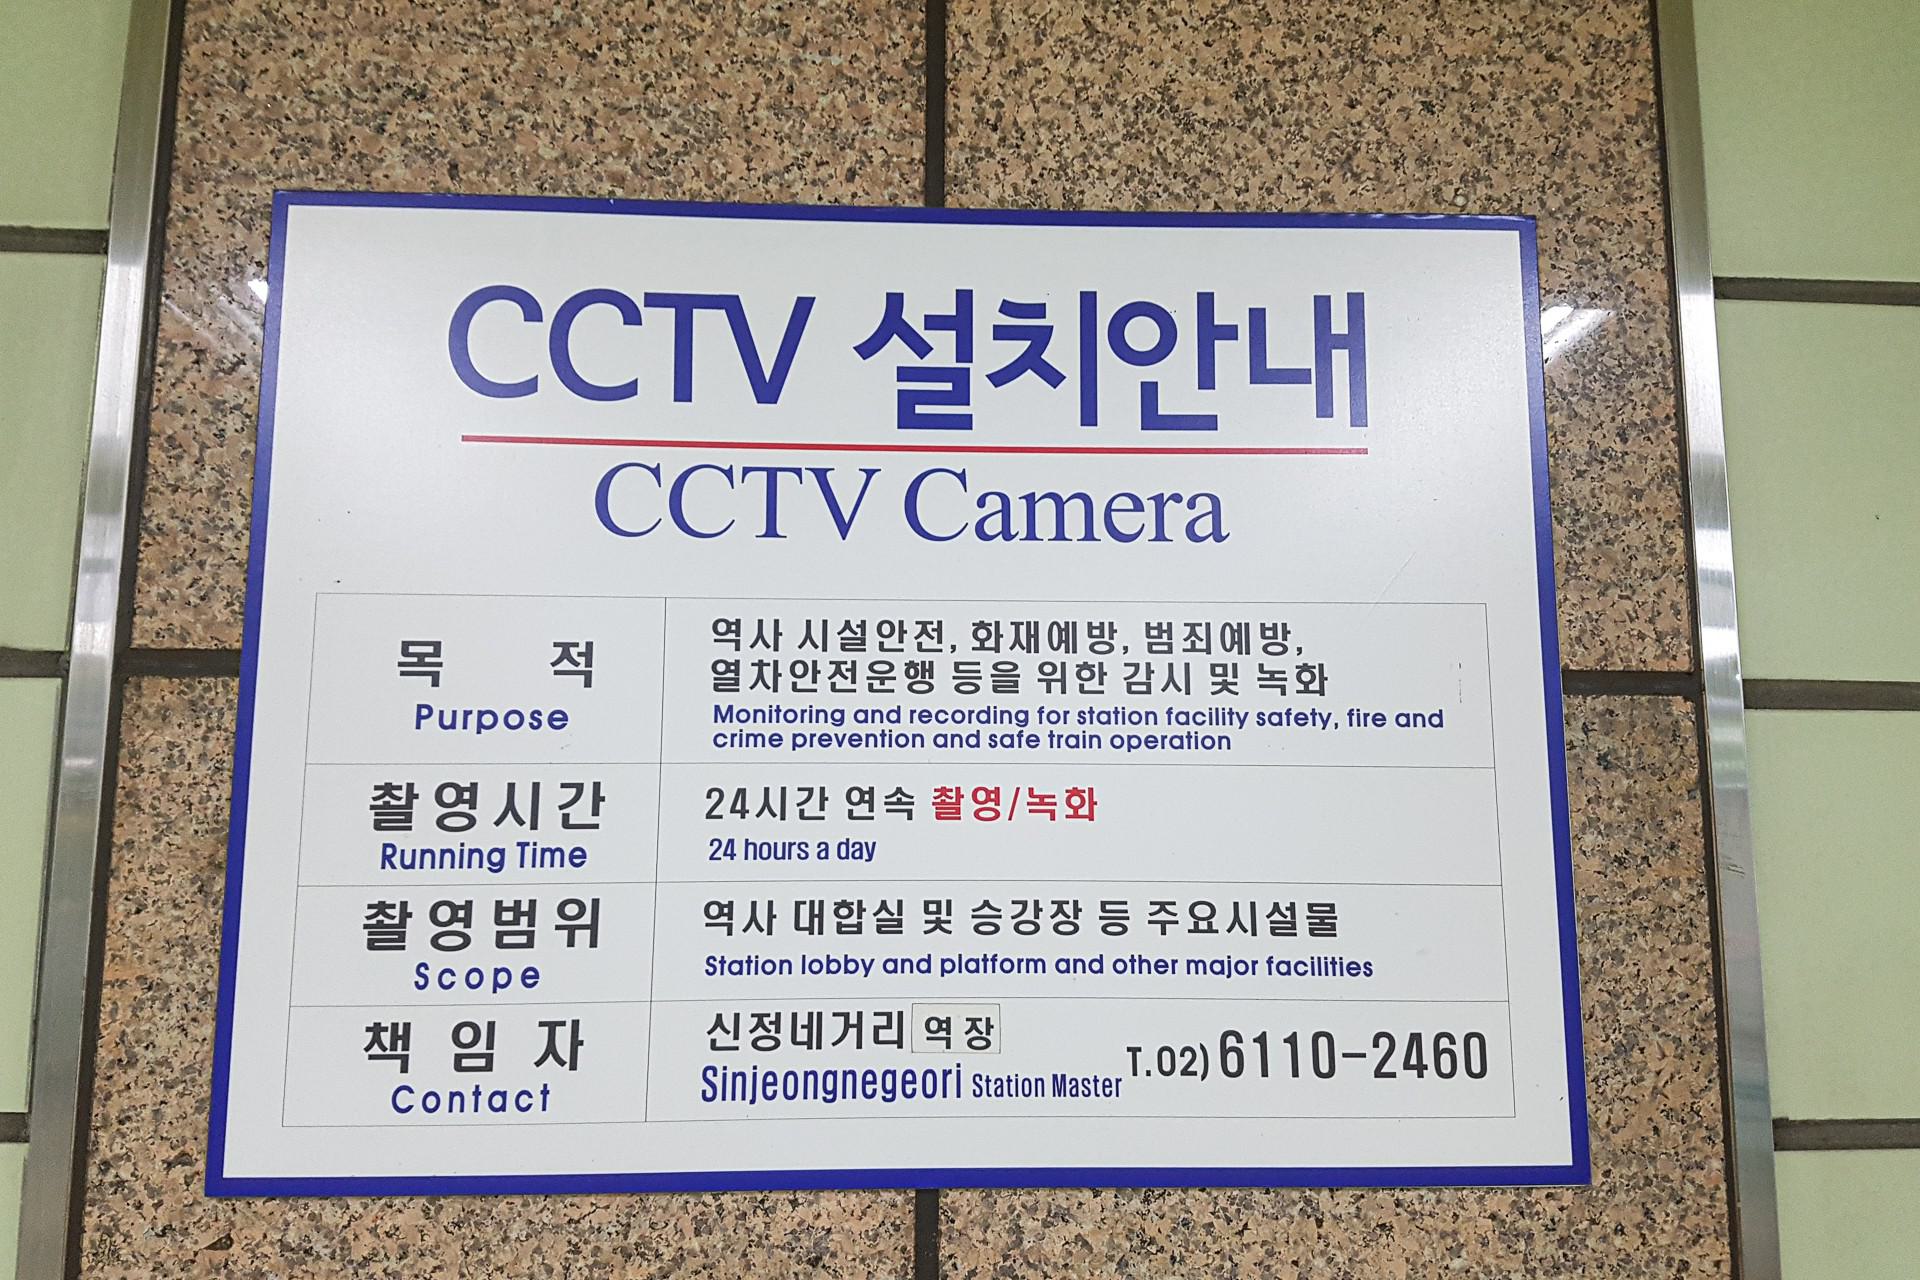 CCTV 설치안내
CCTV Camera
목 적
Purpose
역사 시설안전, 화재예방, 범죄예방,
열차안전운행 등을 위한 감시 및 녹화
Monitoring and recording for station facility safety, fire and
crime prevention and safe train operation
촬영시간
Running Time
24시간 연속 촬영/녹화
24 hours a day
촬영범위
Scope
역사 대합실 및 승강장 등 주요시설물
Station lobby and platform and other major facilities
책 임 자
Contact
신정네거리 역장
Sinjeongnegeori Station Master
T.02) 6110-2460